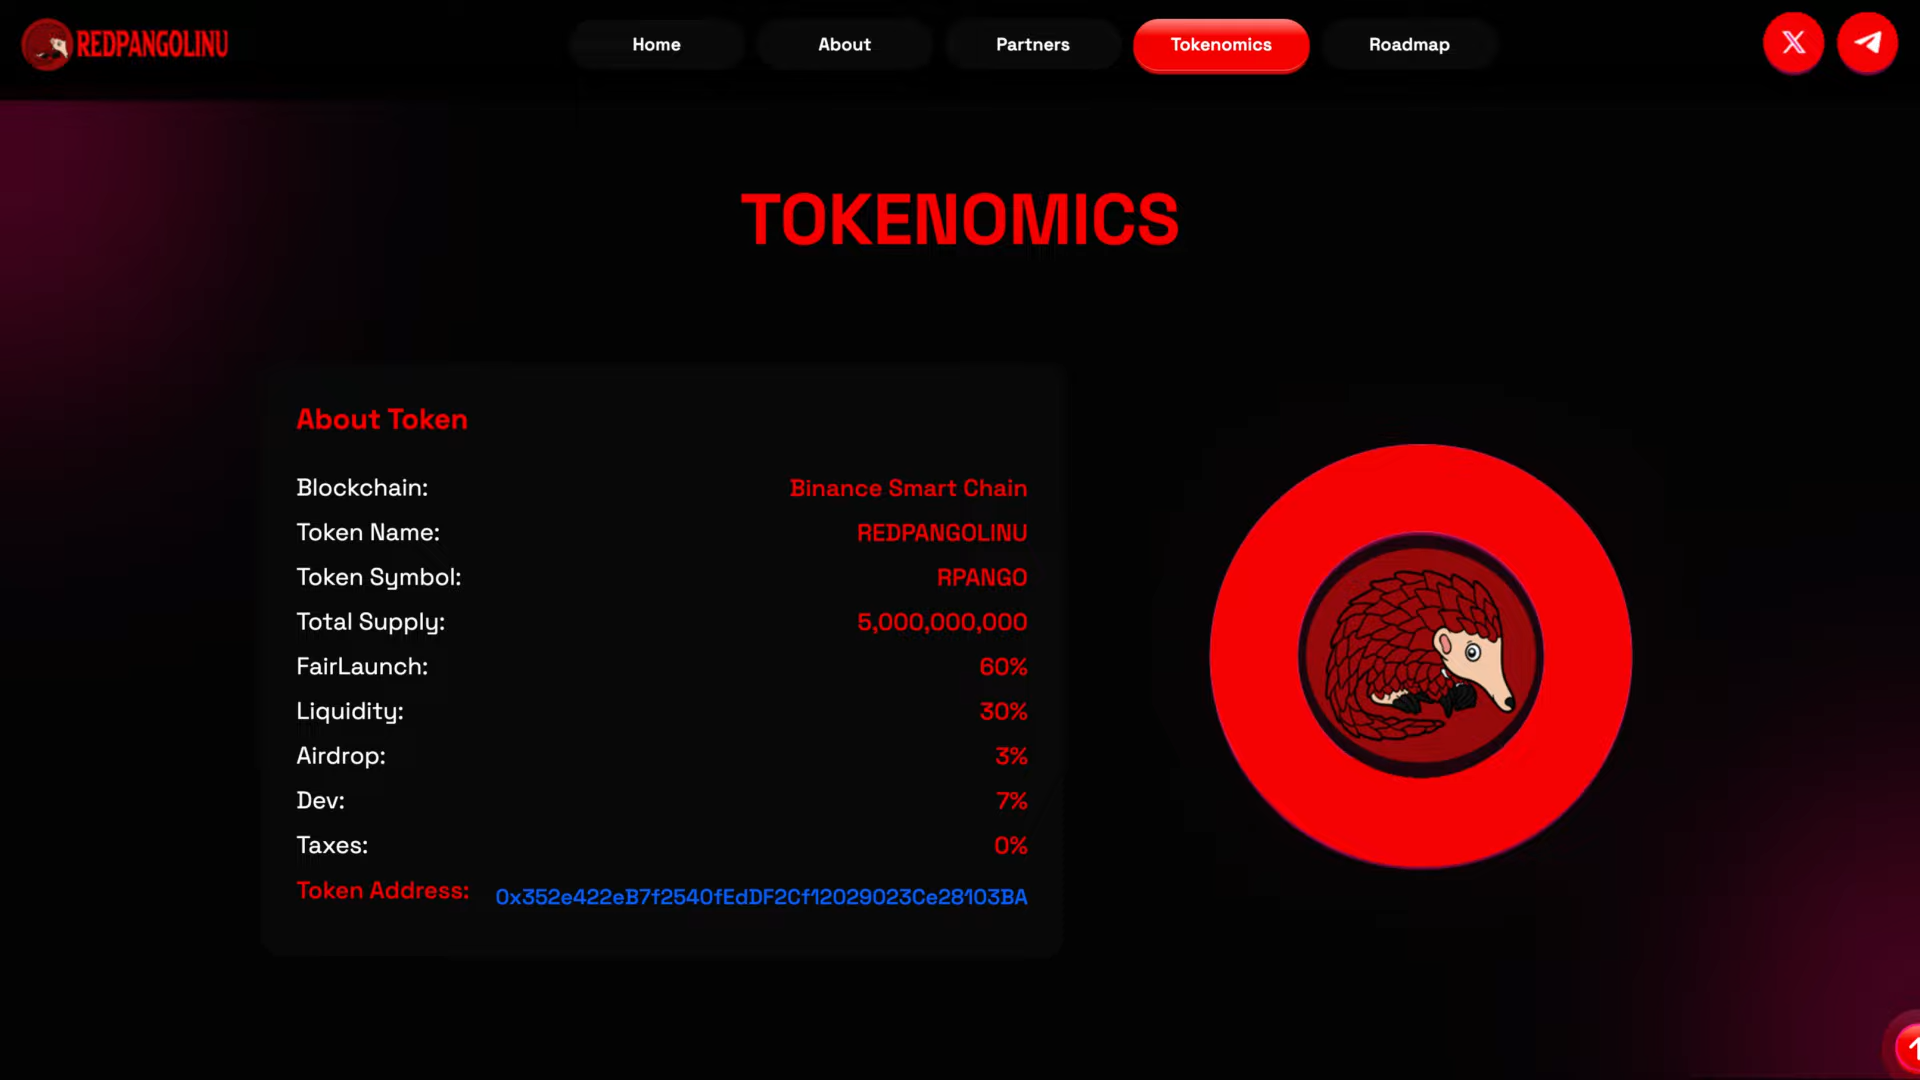 REDPANGOLINU
Home
About
Partners
Tokenomics
Roadmap
TOKENOMICS
About Token
Blockchain: Binance Smart Chain
Token Name: REDPANGOLINU
Token Symbol: RPANGO
Total Supply: 5,000,000,000
FairLaunch: 60%
Liquidity: 30%
Airdrop: 3%
Dev: 7%
Taxes: 0%
Token Address: 0x352e422eB7f2540fEdDF2Cf12029023Ce28103BA